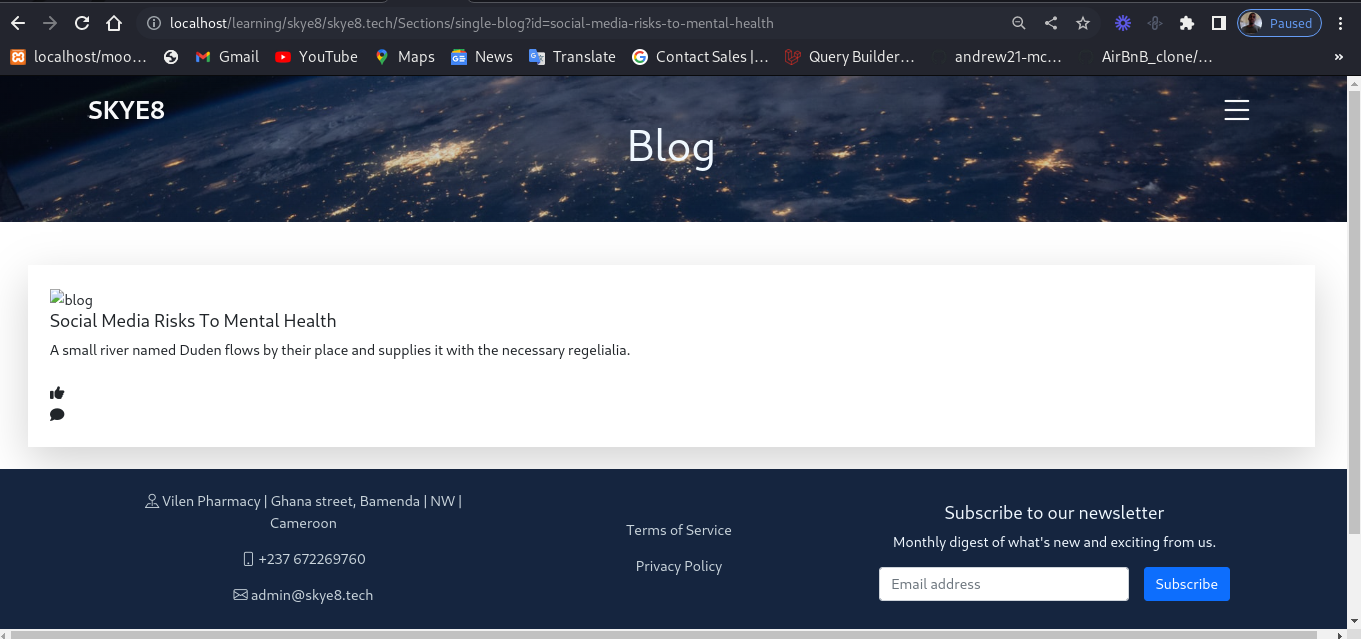 localhost/learning/skye8/skye8.tech/Sections/single-blog?id=social-media-risks-to-mental-health
Paused
localhost/moo... Gmail YouTube Maps News Translate Contact Sales |... Query Builder... andrew21-mc... AirBnB_clone/... »
SKYE8
Blog
blog
Social Media Risks To Mental Health
A small river named Duden flows by their place and supplies it with the necessary regelialia.
Vilen Pharmacy | Ghana street, Bamenda | NW |
Cameroon
+237 672269760
admin@skye8.tech
Terms of Service
Privacy Policy
Subscribe to our newsletter
Monthly digest of what's new and exciting from us.
Email address
Subscribe